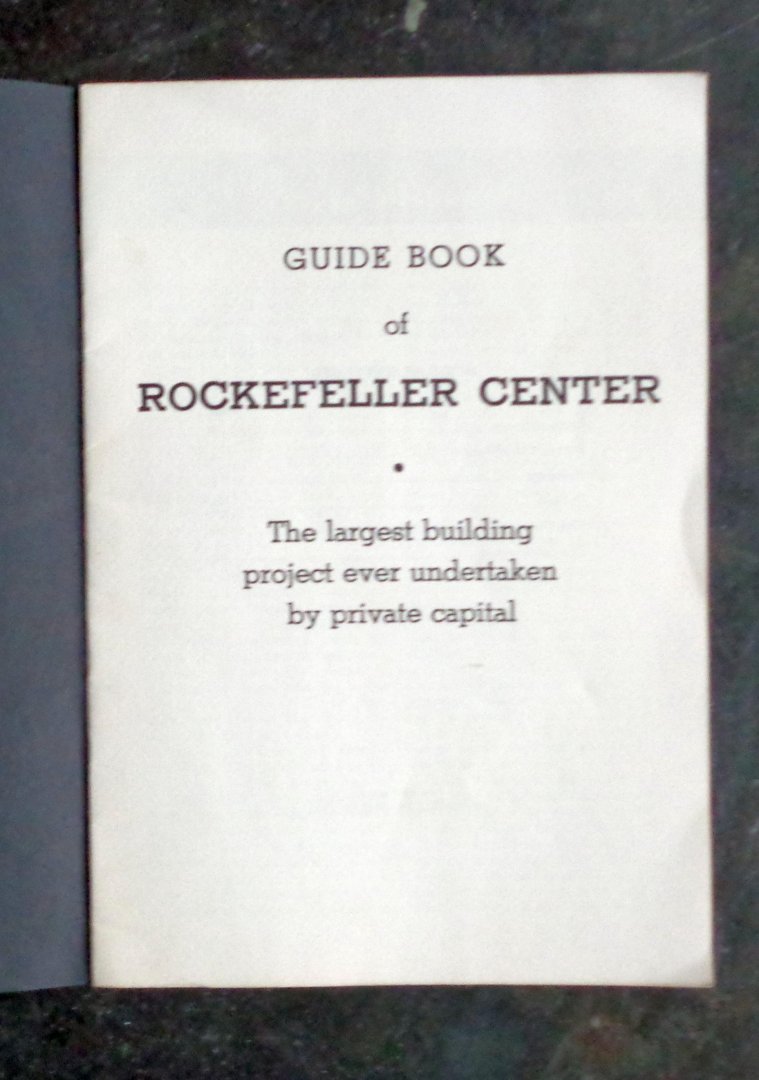 GUIDE BOOK
of
ROCKEFELLER CENTER
•
The largest building
project ever undertaken
by private capital